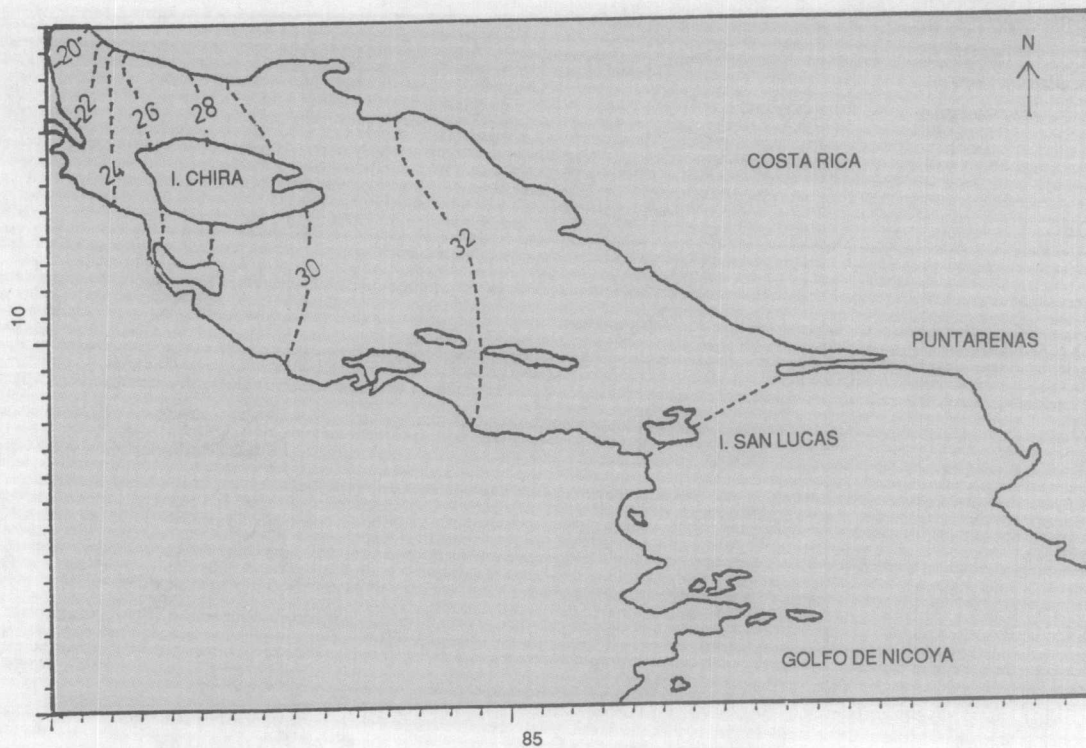 N
20
22
24
26
28
I. CHIRA
COSTA RICA
30
32
10
PUNTARENAS
I. SAN LUCAS
GOLFO DE NICOYA
85